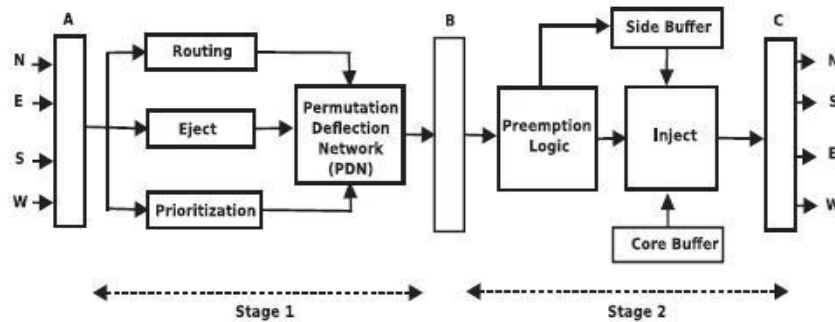 A
B
C
N
E
S
W
Routing
Eject
Prioritization
Permutation
Deflection
Network
(PDN)
Preemption
Logic
Side Buffer
Inject
Core Buffer
N
S
E
W
Stage 1
Stage 2